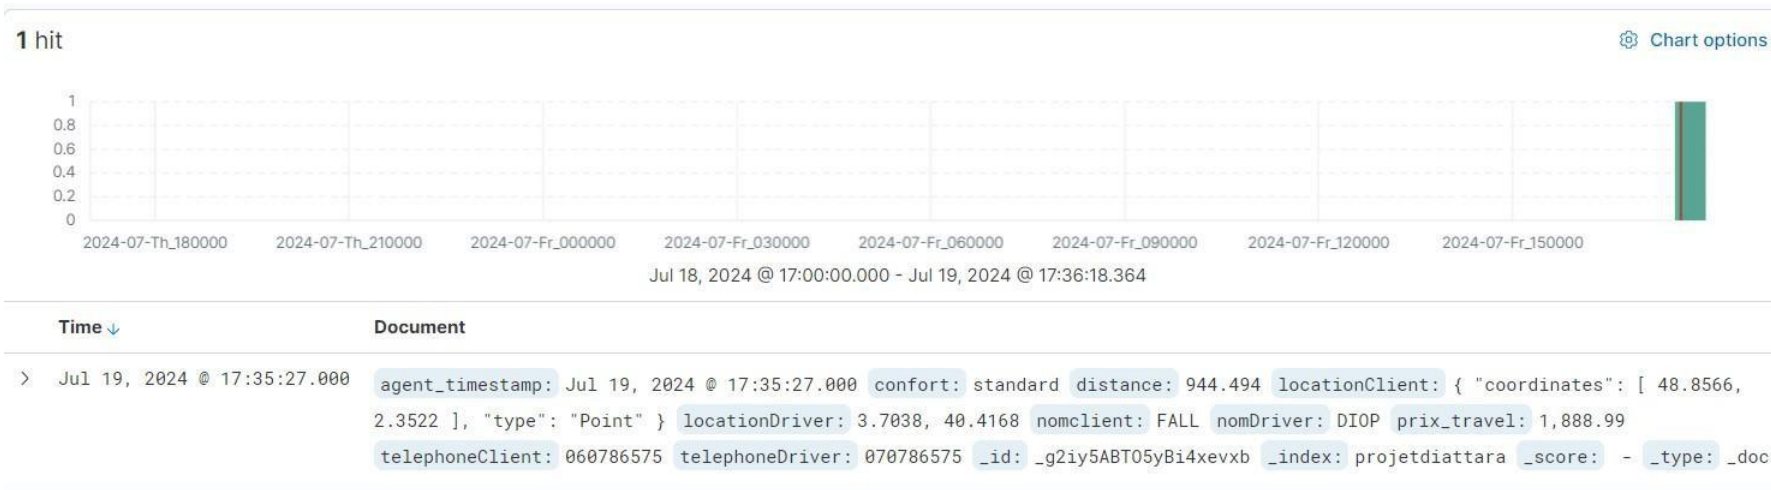 1 hit
Chart options
1
0.8
0.6
0.4
0.2
0
2024-07-Th_180000 2024-07-Th_210000 2024-07-Fr_000000 2024-07-Fr_030000 2024-07-Fr_060000 2024-07-Fr_090000 2024-07-Fr_120000 2024-07-Fr_150000
Jul 18, 2024 @ 17:00:00.000 - Jul 19, 2024 @ 17:36:18.364
Time Document
Jul 19, 2024 @ 17:35:27.000 agent_timestamp: Jul 19, 2024 @ 17:35:27.000 confort: standard distance: 944.494 locationClient: { "coordinates": [ 48.8566,
2.3522 ], "type": "Point" } locationDriver: 3.7038, 40.4168 nomclient: FALL nomDriver: DIOP prix_travel: 1,888.99
telephoneClient: 060786575 telephoneDriver: 070786575 _id: _g2iy5ABTO5yBi4xevxb _index: projetdiattara _score: - _type: _doc